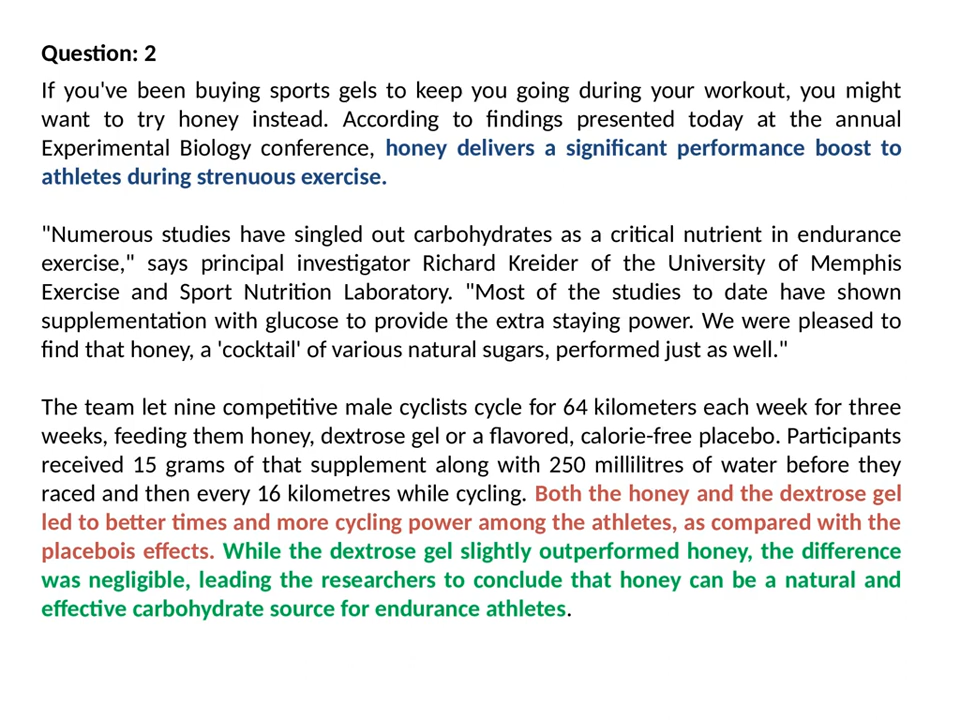 Question: 2
If you've been buying sports gels to keep you going during your workout, you might
want to try honey instead. According to findings presented today at the annual
Experimental Biology conference, honey delivers a significant performance boost to
athletes during strenuous exercise.
"Numerous studies have singled out carbohydrates as a critical nutrient in endurance
exercise," says principal investigator Richard Kreider of the University of Memphis
Exercise and Sport Nutrition Laboratory. "Most of the studies to date have shown
supplementation with glucose to provide the extra staying power. We were pleased to
find that honey, a 'cocktail' of various natural sugars, performed just as well."
The team let nine competitive male cyclists cycle for 64 kilometers each week for three
weeks, feeding them honey, dextrose gel or a flavored, calorie-free placebo. Participants
received 15 grams of that supplement along with 250 millilitres of water before they
raced and then every 16 kilometres while cycling. Both the honey and the dextrose gel
led to better times and more cycling power among the athletes, as compared with the
placebois effects. While the dextrose gel slightly outperformed honey, the difference
was negligible, leading the researchers to conclude that honey can be a natural and
effective carbohydrate source for endurance athletes.